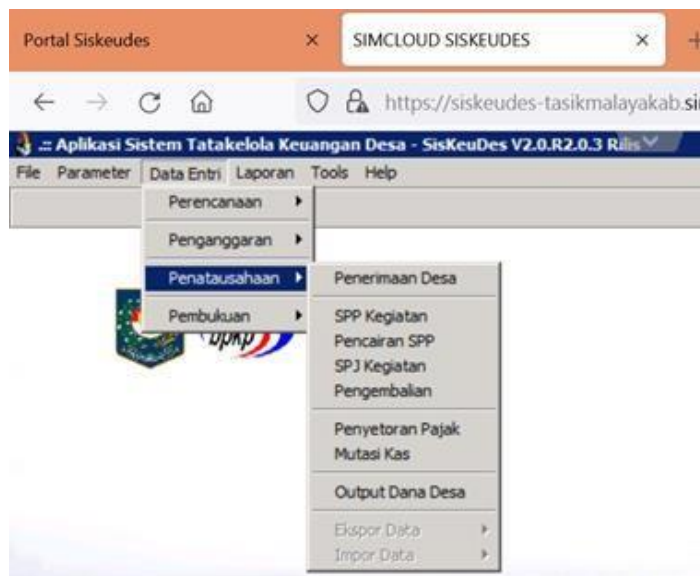 Portal Siskeudes
SIMCLOUD SISKEUDES
https://siskeudes-tasikmalayakab.si
.:: Aplikasi Sistem Tatakelola Keuangan Desa - SisKeuDes V2.0.R2.0.3 Rilis
File Parameter Data Entri Laporan Tools Help
Perencanaan
Penganggaran
Penatausahaan
Pembukuan
bpkp
Penerimaan Desa
SPP Kegiatan
Pencairan SPP
SPJ Kegiatan
Pengembalian
Penyetoran Pajak
Mutasi Kas
Output Dana Desa
Ekspor Data
Impor Data